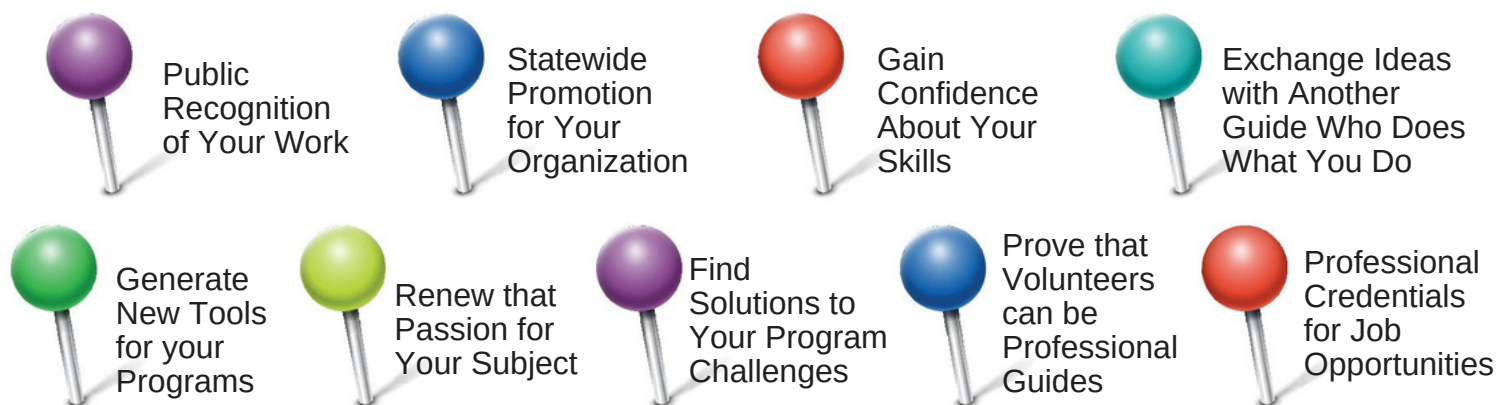 Public
Recognition
of Your Work
Statewide
Promotion
for Your
Organization
Gain
Confidence
About Your
Skills
Exchange Ideas
with Another
Guide Who Does
What You Do
Generate
New Tools
for your
Programs
Renew that
Passion for
Your Subject
Find
Solutions to
Your Program
Challenges
Prove that
Volunteers
can be
Professional
Guides
Professional
Credentials
for Job
Opportunities